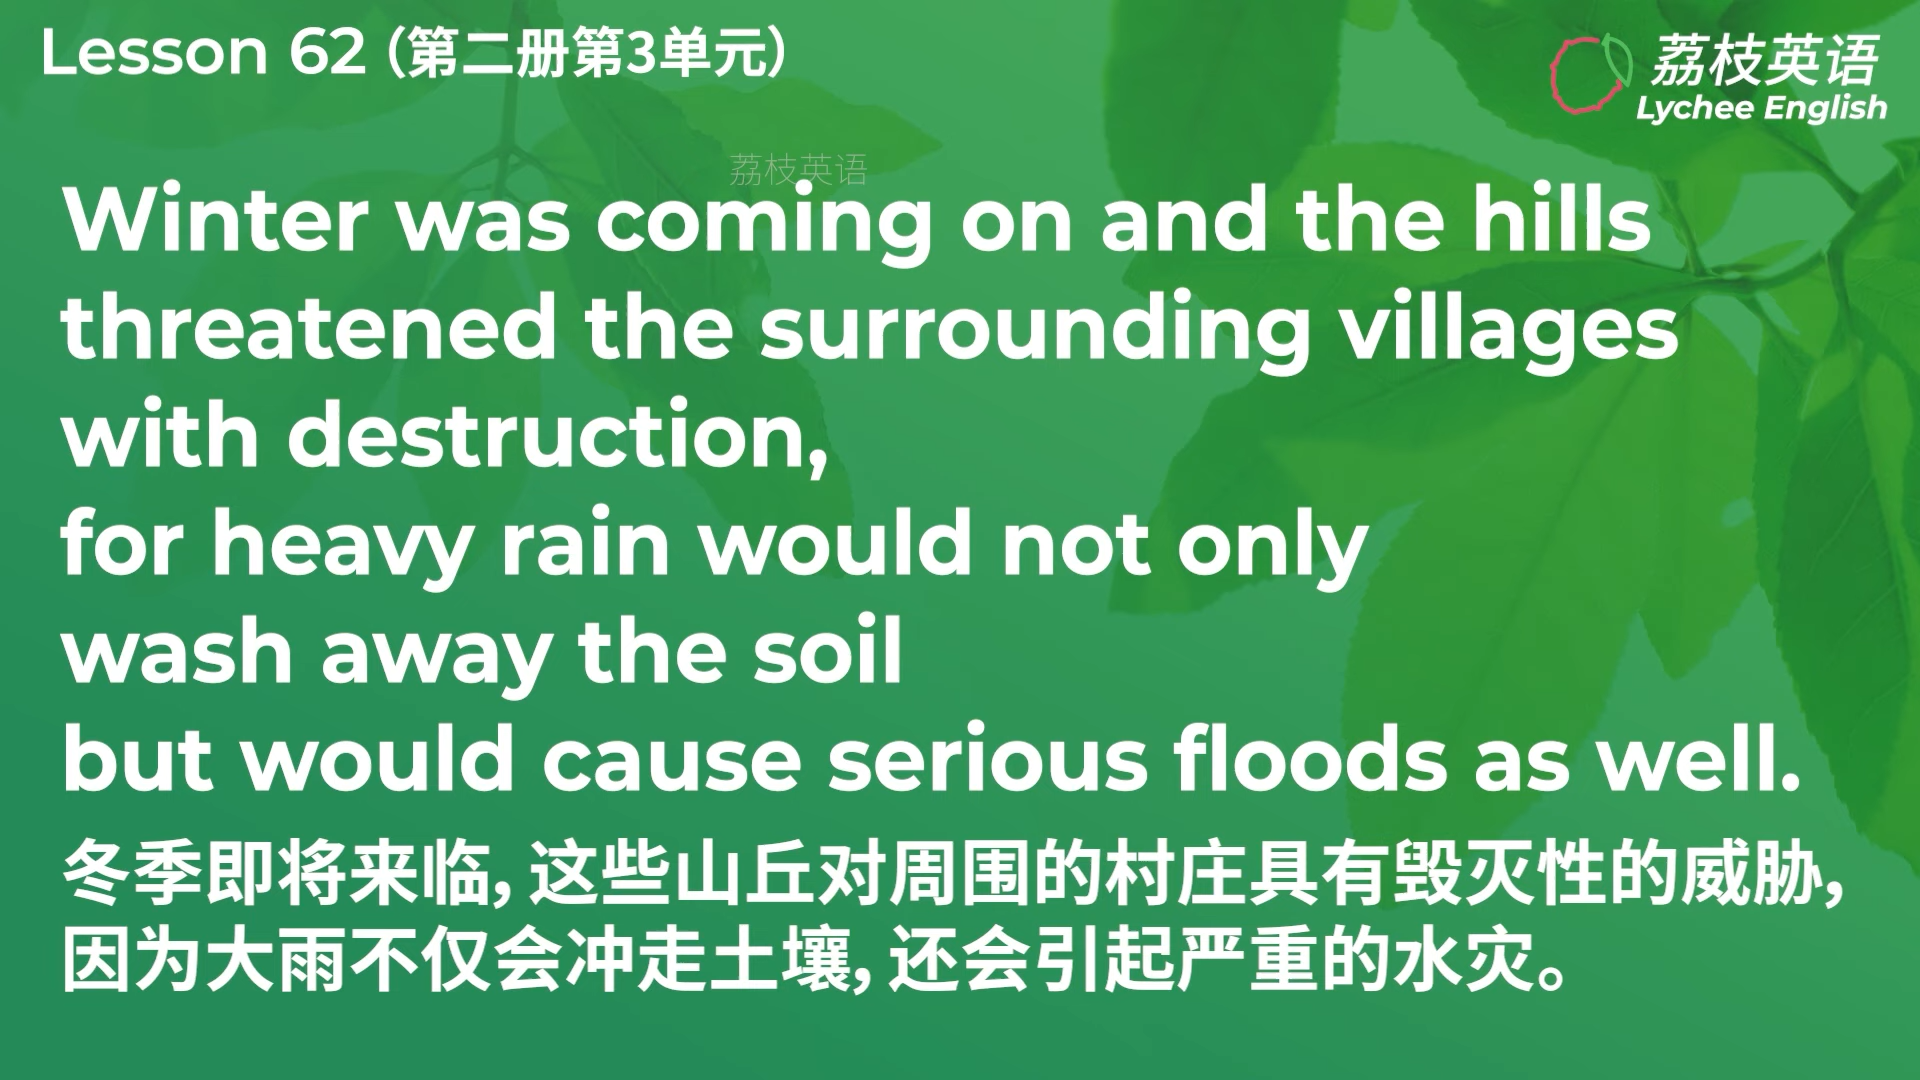 Lesson 62（第二册第3单元）
荔枝英语
Lychee English
荔枝英语
Winter was coming on and the hills
threatened the surrounding villages
with destruction,
for heavy rain would not only
wash away the soil
but would cause serious floods as well.
冬季即将来临，这些山丘对周围的村庄具有毁灭性的威胁，
因为大雨不仅会冲走土壤，还会引起严重的水灾。